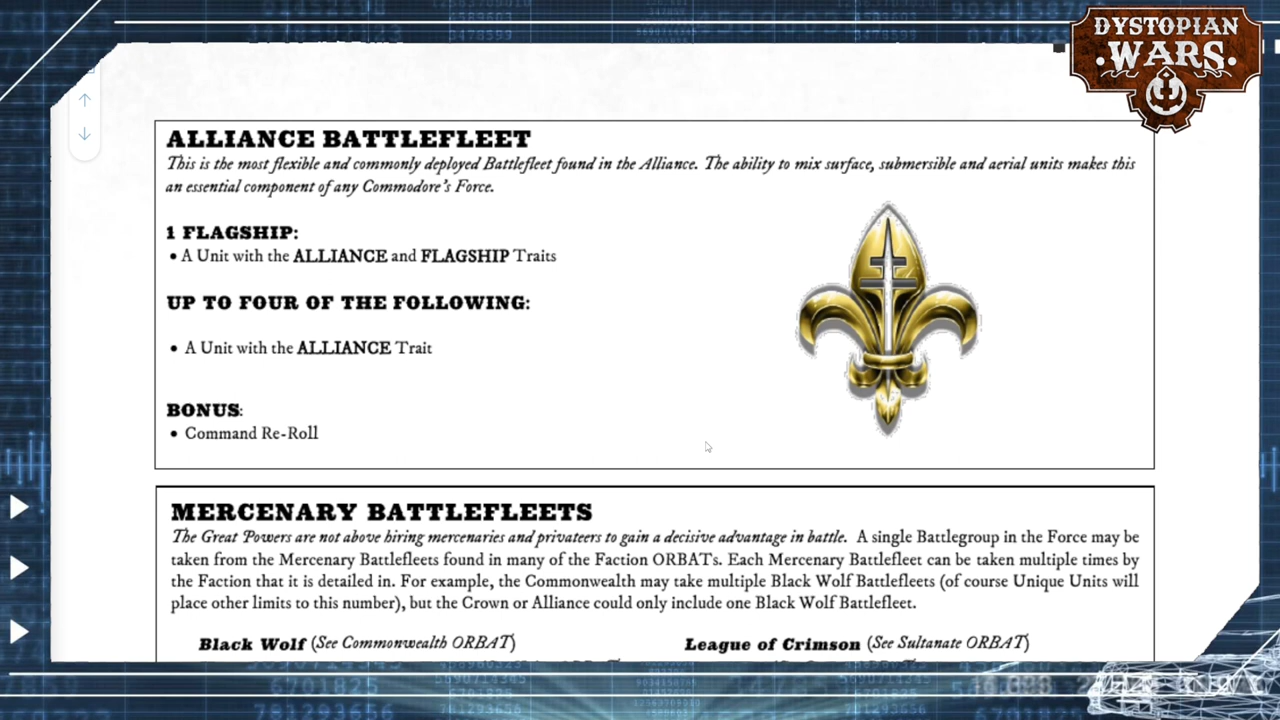 DYSTOPIAN
WARS
ALLIANCE BATTLEFLEET
This is the most flexible and commonly deployed Battlefleet found in the Alliance. The ability to mix surface, submersible and aerial units makes this
an essential component of any Commodore's Force.
1 FLAGSHIP:
• A Unit with the ALLIANCE and FLAGSHIP Traits
UP TO FOUR OF THE FOLLOWING:
• A Unit with the ALLIANCE Trait
BONUS:
• Command Re-Roll
MERCENARY BATTLEFLEETS
The Great Powers are not above hiring mercenaries and privateers to gain a decisive advantage in battle. A single Battlegroup in the Force may be
taken from the Mercenary Battlefleets found in many of the Faction ORBATs. Each Mercenary Battlefleet can be taken multiple times by
the Faction that it is detailed in. For example, the Commonwealth may take multiple Black Wolf Battlefleets (of course Unique Units will
place other limits to this number), but the Crown or Alliance could only include one Black Wolf Battlefleet.
Black Wolf (See Commonwealth ORBAT) League of Crimson (See Sultanate ORBAT)
6701825
791293656